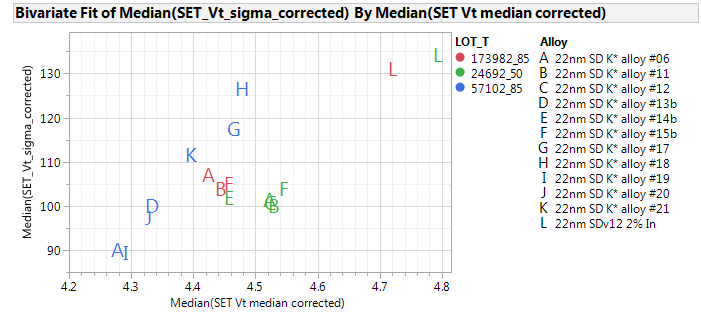 Bivariate Fit of Median(SET_Vt_sigma_corrected) By Median(SET Vt median corrected)
LOT_T
173982_85
24692_50
57102_85
Alloy
A 22nm SD K* alloy #06
B 22nm SD K* alloy #11
C 22nm SD K* alloy #12
D 22nm SD K* alloy #13b
E 22nm SD K* alloy #14b
F 22nm SD K* alloy #15b
G 22nm SD K* alloy #17
H 22nm SD K* alloy #18
I 22nm SD K* alloy #19
J 22nm SD K* alloy #20
K 22nm SD K* alloy #21
L 22nm SDv12 2% In
Median(SET_Vt_sigma_corrected)
130
120
110
100
90
L
L
H
G
K
A
B
F
D
J
A
I
4.2 4.3 4.4 4.5 4.6 4.7 4.8
Median(SET Vt median corrected)